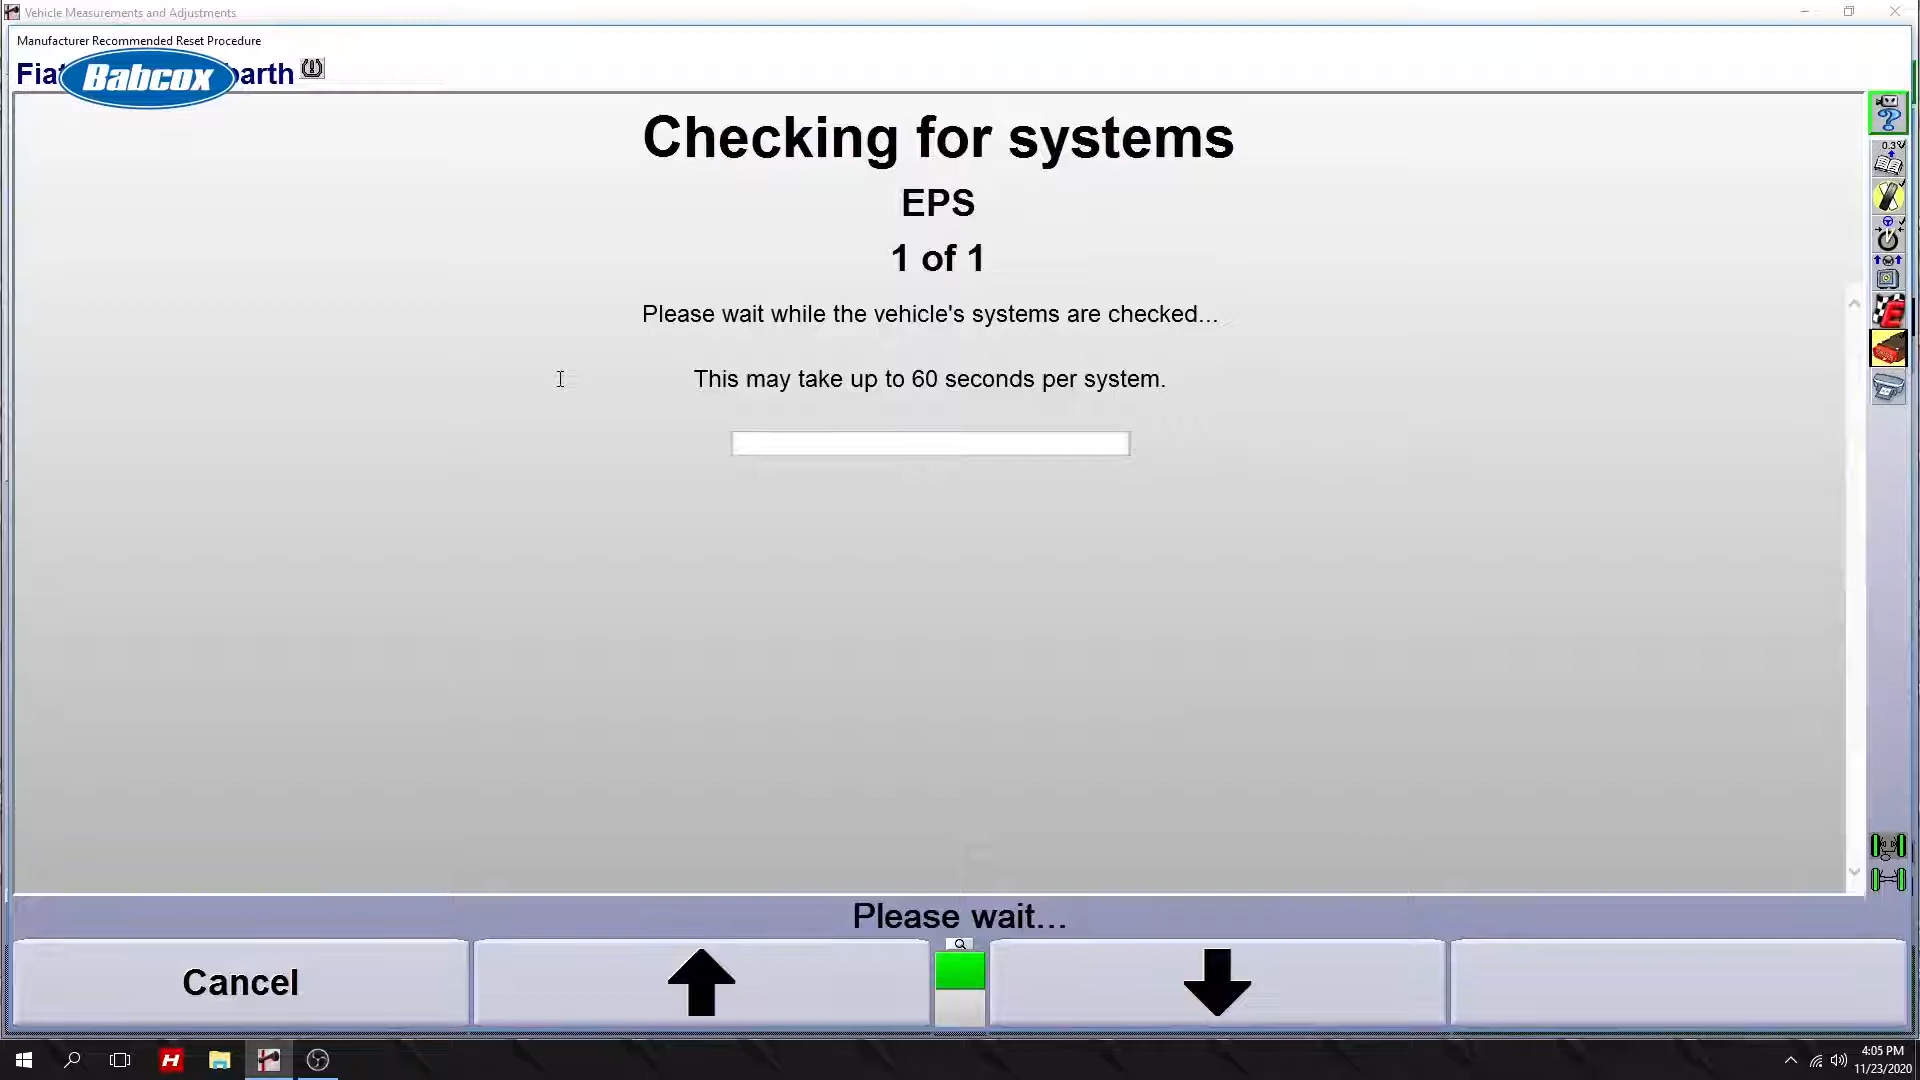 Vehicle Measurements and Adjustments
Manufacturer Recommended Reset Procedure
Babcox
Checking for systems
EPS
1 of 1
Please wait while the vehicle's systems are checked...
This may take up to 60 seconds per system.
Please wait...
Cancel
4:05 PM
11/23/2020